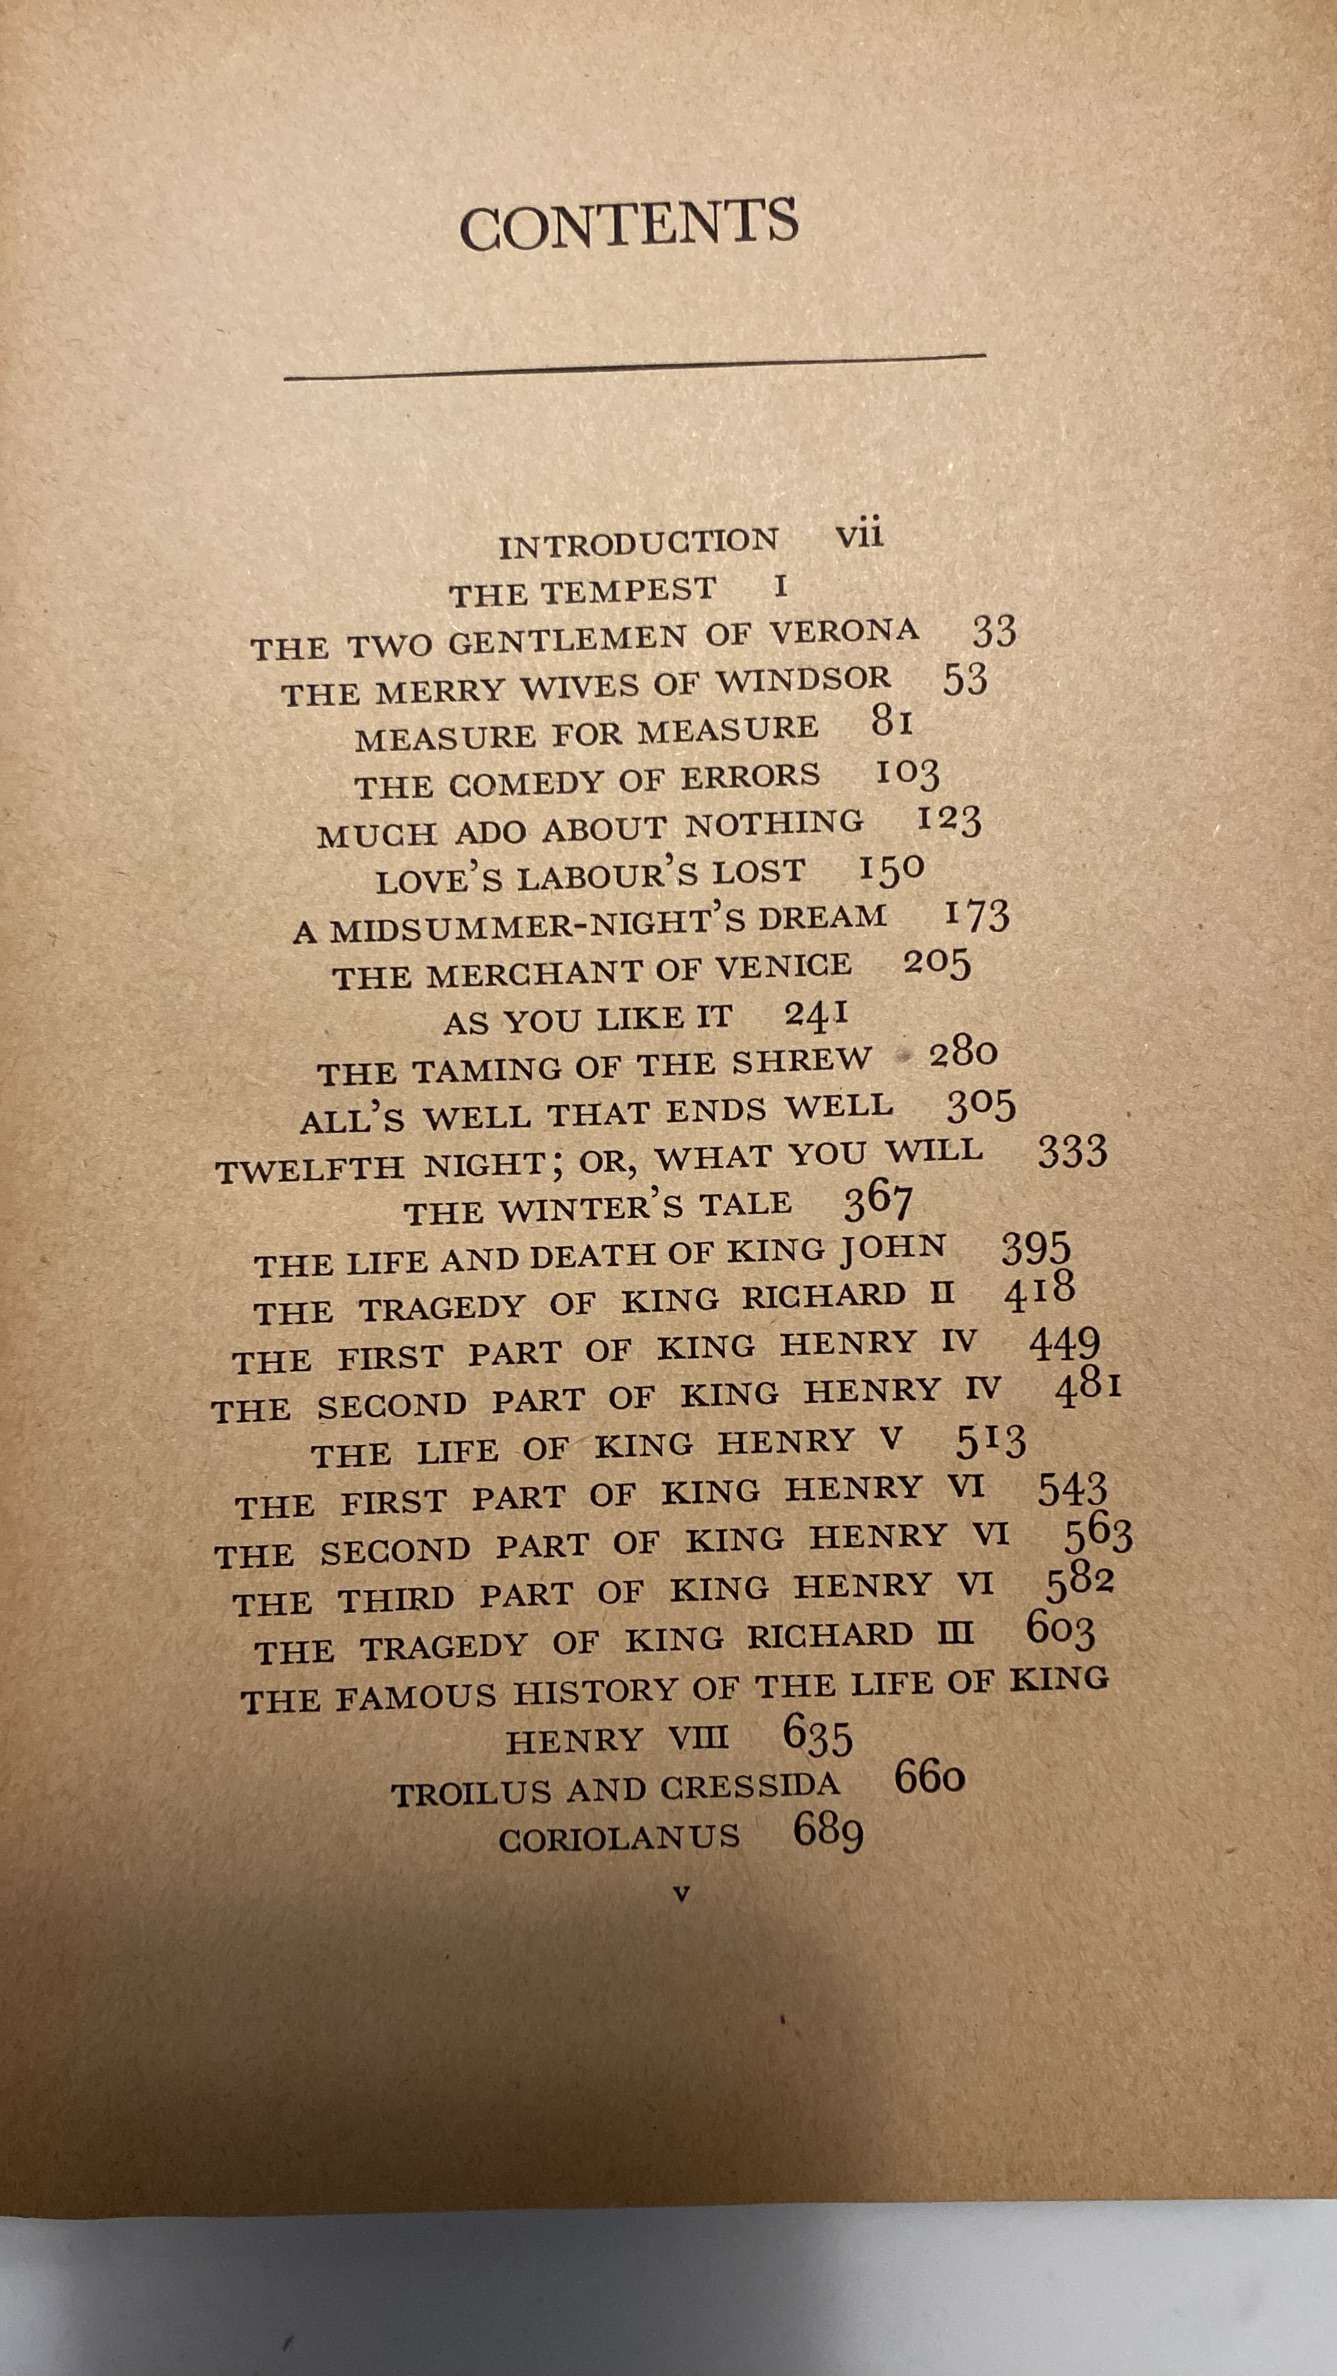 CONTENTS
INTRODUCTION vii
THE TEMPEST 1
THE TWO GENTLEMEN OF VERONA 33
THE MERRY WIVES OF WINDSOR 53
MEASURE FOR MEASURE 81
THE COMEDY OF ERRORS 103
MUCH ADO ABOUT NOTHING 123
LOVE'S LABOUR'S LOST 150
A MIDSUMMER-NIGHT'S DREAM 173
THE MERCHANT OF VENICE 205
AS YOU LIKE IT 241
THE TAMING OF THE SHREW 280
ALL'S WELL THAT ENDS WELL 305
TWELFTH NIGHT; OR, WHAT YOU WILL 333
THE WINTER'S TALE 367
THE LIFE AND DEATH OF KING JOHN 395
THE TRAGEDY OF KING RICHARD II 418
THE FIRST PART OF KING HENRY IV 449
THE SECOND PART OF KING HENRY IV 481
THE LIFE OF KING HENRY V 513
THE FIRST PART OF KING HENRY VI 543
THE SECOND PART OF KING HENRY VI 563
THE THIRD PART OF KING HENRY VI 582
THE TRAGEDY OF KING RICHARD III 603
THE FAMOUS HISTORY OF THE LIFE OF KING
HENRY VIII 635
TROILUS AND CRESSIDA 660
CORIOLANUS 689
v